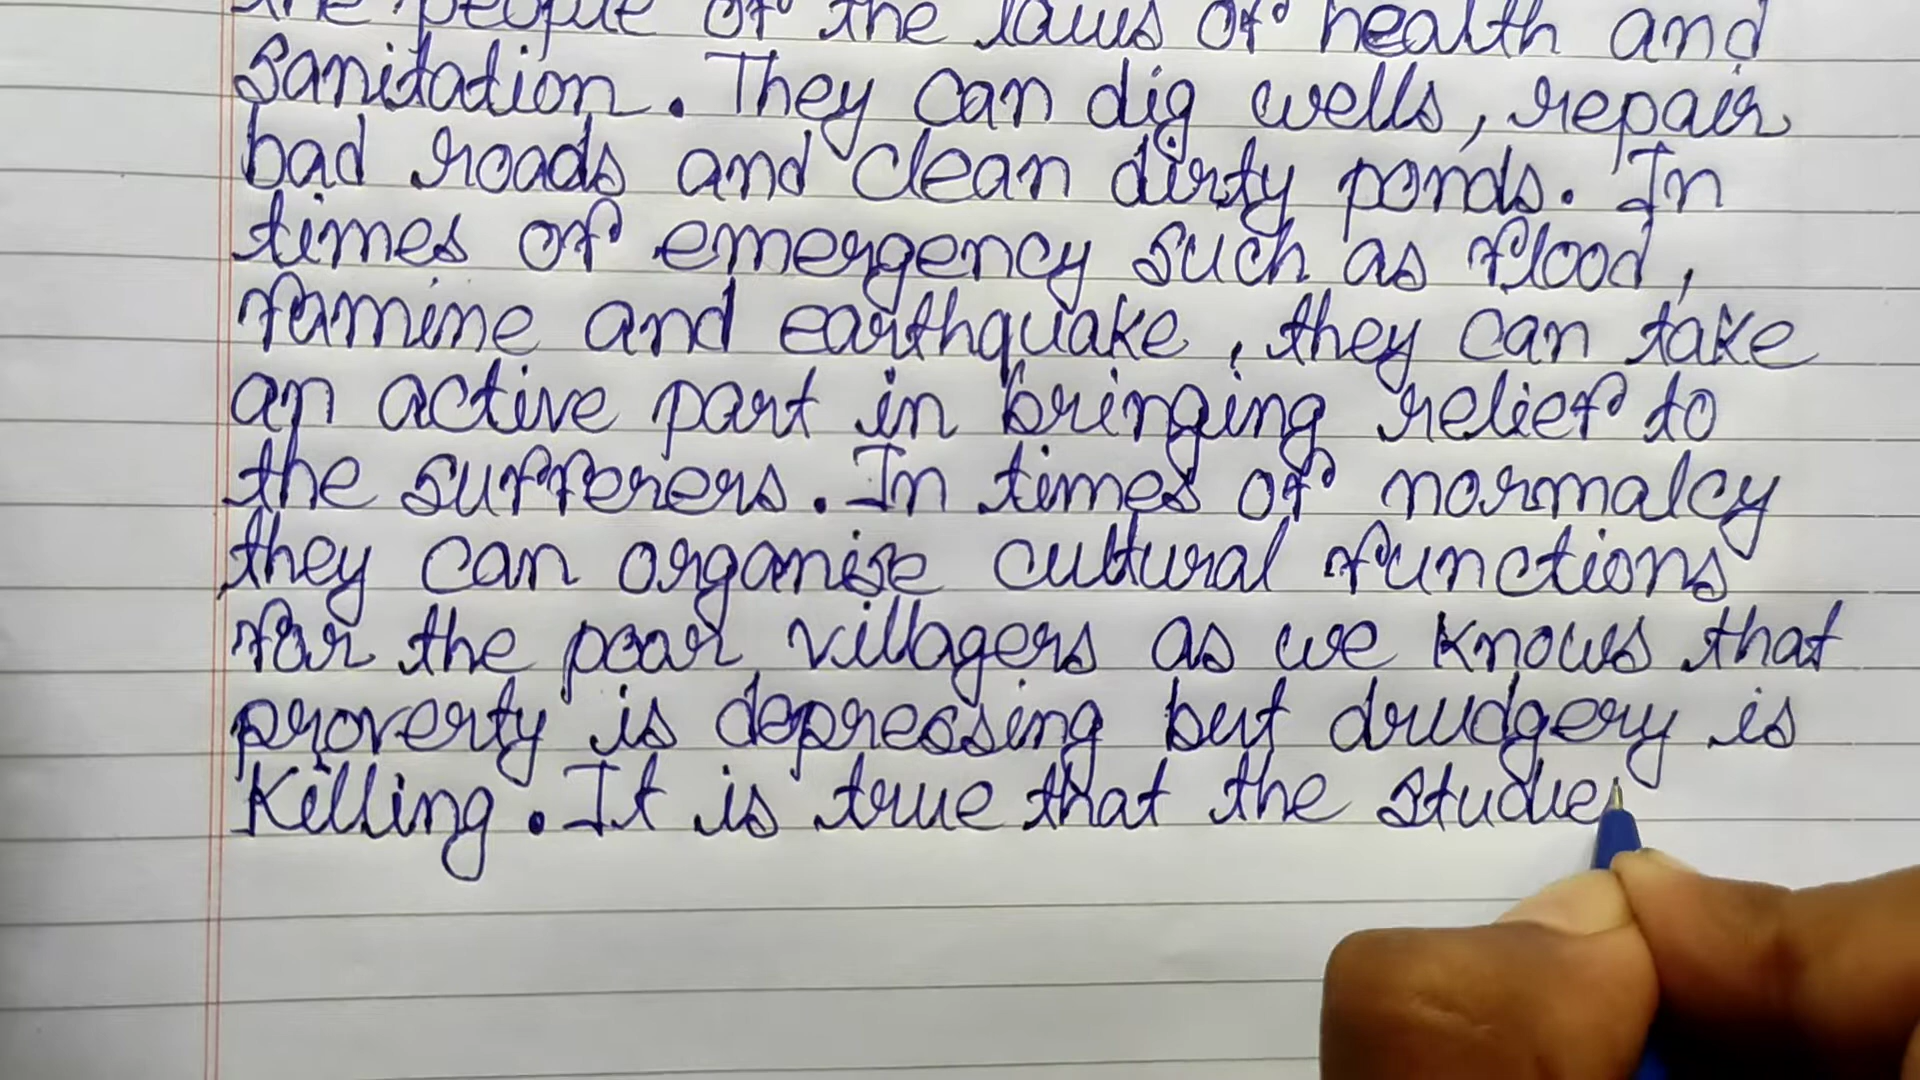 the people of the laws of health and
sanitation. They can dig wells, repair
bad roads and clean dirty ponds. In
times of emergency such as flood,
famine and earthquake, they can take
an active part in bringing relief to
the sufferers. In times of normalcy
they can organise cultural functions
for the poor villagers as we knows that
proverty is depressing but drudgery is
killing. It is true that the studie